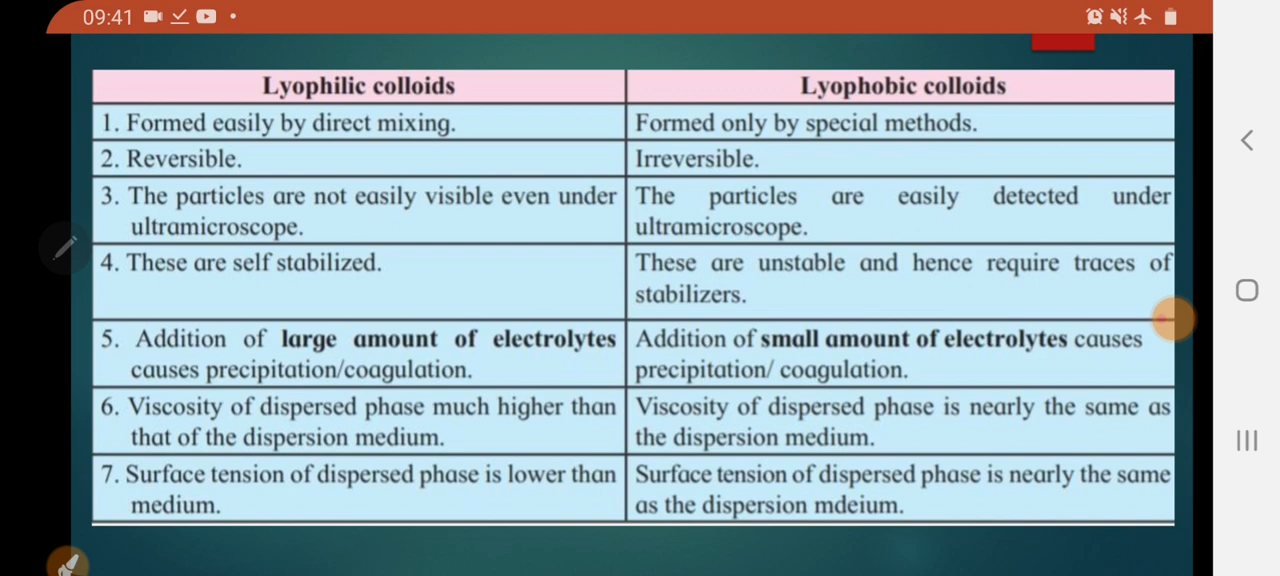 09:41
Lyophilic colloids Lyophobic colloids
1. Formed easily by direct mixing. Formed only by special methods.
2. Reversible. Irreversible.
3. The particles are not easily visible even under The particles are easily detected under
ultramicroscope. ultramicroscope.
4. These are self stabilized. These are unstable and hence require traces of
stabilizers.
5. Addition of large amount of electrolytes Addition of small amount of electrolytes causes
causes precipitation/coagulation. precipitation/ coagulation.
6. Viscosity of dispersed phase much higher than Viscosity of dispersed phase is nearly the same as
that of the dispersion medium. the dispersion medium.
7. Surface tension of dispersed phase is lower than Surface tension of dispersed phase is nearly the same
medium. as the dispersion mdeium.